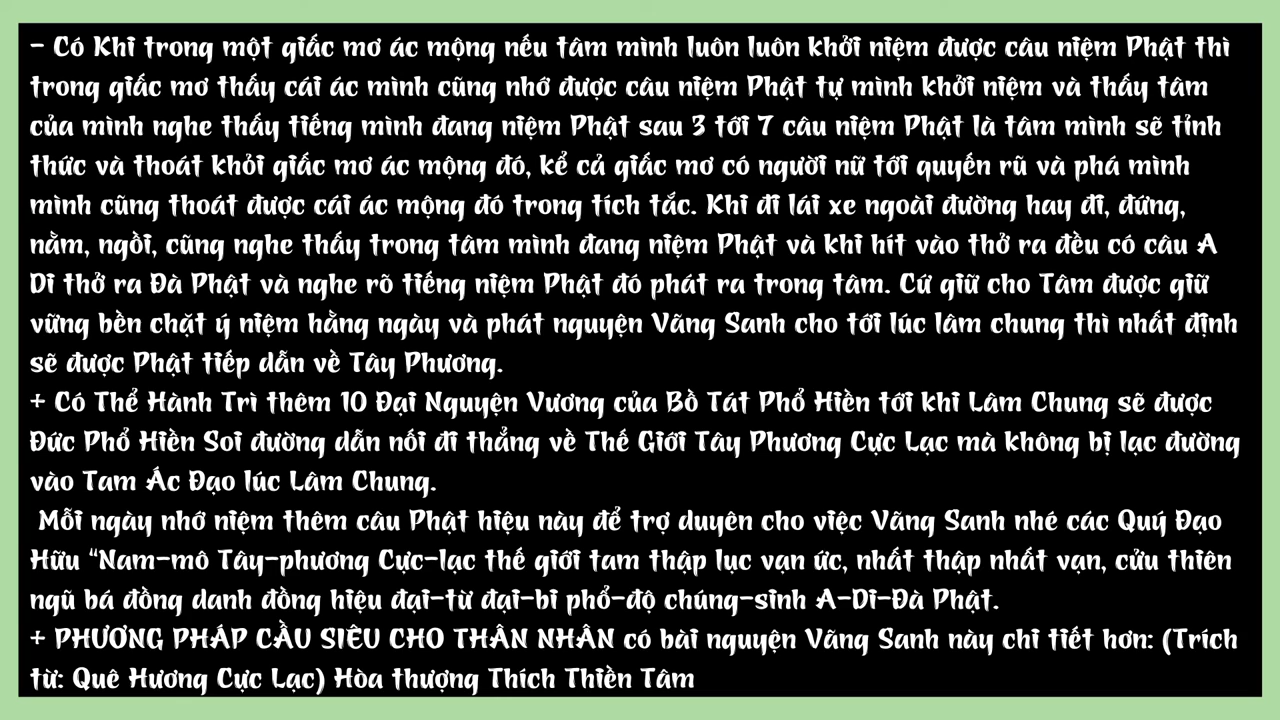 - Có Khi trong một giấc mơ ác mộng nếu tâm mình luôn luôn khởi niệm được câu niệm Phật thì
trong giấc mơ thấy cái ác mình cũng nhớ được câu niệm Phật tự mình khởi niệm và thấy tâm
của mình nghe thấy tiếng mình đang niệm Phật sau 3 tới 7 câu niệm Phật là tâm mình sẽ tỉnh
thức và thoát khỏi giấc mơ ác mộng đó, kể cả giấc mơ có người nữ tới quyến rũ và phá mình
mình cũng thoát được cái ác mộng đó trong tích tắc. Khi đi lái xe ngoài đường hay đi, đứng,
nằm, ngồi, cũng nghe thấy trong tâm mình đang niệm Phật và khi hít vào thở ra đều có câu A
Di thở ra Đà Phật và nghe rõ tiếng niệm Phật đó phát ra trong tâm. Cứ giữ cho Tâm được giữ
vững bền chặt ý niệm hằng ngày và phát nguyện Vãng Sanh cho tới lúc lâm chung thì nhất định
sẽ được Phật tiếp dẫn về Tây Phương.
+ Có Thể Hành Trì thêm 10 Đại Nguyện Vương của Bồ Tát Phổ Hiền tới khi Lâm Chung sẽ được
Đức Phổ Hiền Soi đường dẫn nối đi thẳng về Thế Giới Tây Phương Cực Lạc mà không bị lạc đường
vào Tam Ác Đạo lúc Lâm Chung.
Mỗi ngày nhớ niệm thêm câu Phật hiệu này để trợ duyên cho việc Vãng Sanh nhé các Quý Đạo
Hữu "Nam-mô Tây-phương Cực-lạc thế giới tam thập lục vạn ức, nhất thập nhất vạn, cửu thiên
ngũ bá đồng danh đồng hiệu đại-từ đại-bi phổ-độ chúng-sinh A-Di-Đà Phật.
+ PHƯƠNG PHÁP CẦU SIÊU CHO THÂN NHÂN có bài nguyện Vãng Sanh này chi tiết hơn: (Trích
từ: Quê Hương Cực Lạc) Hòa thượng Thích Thiền Tâm